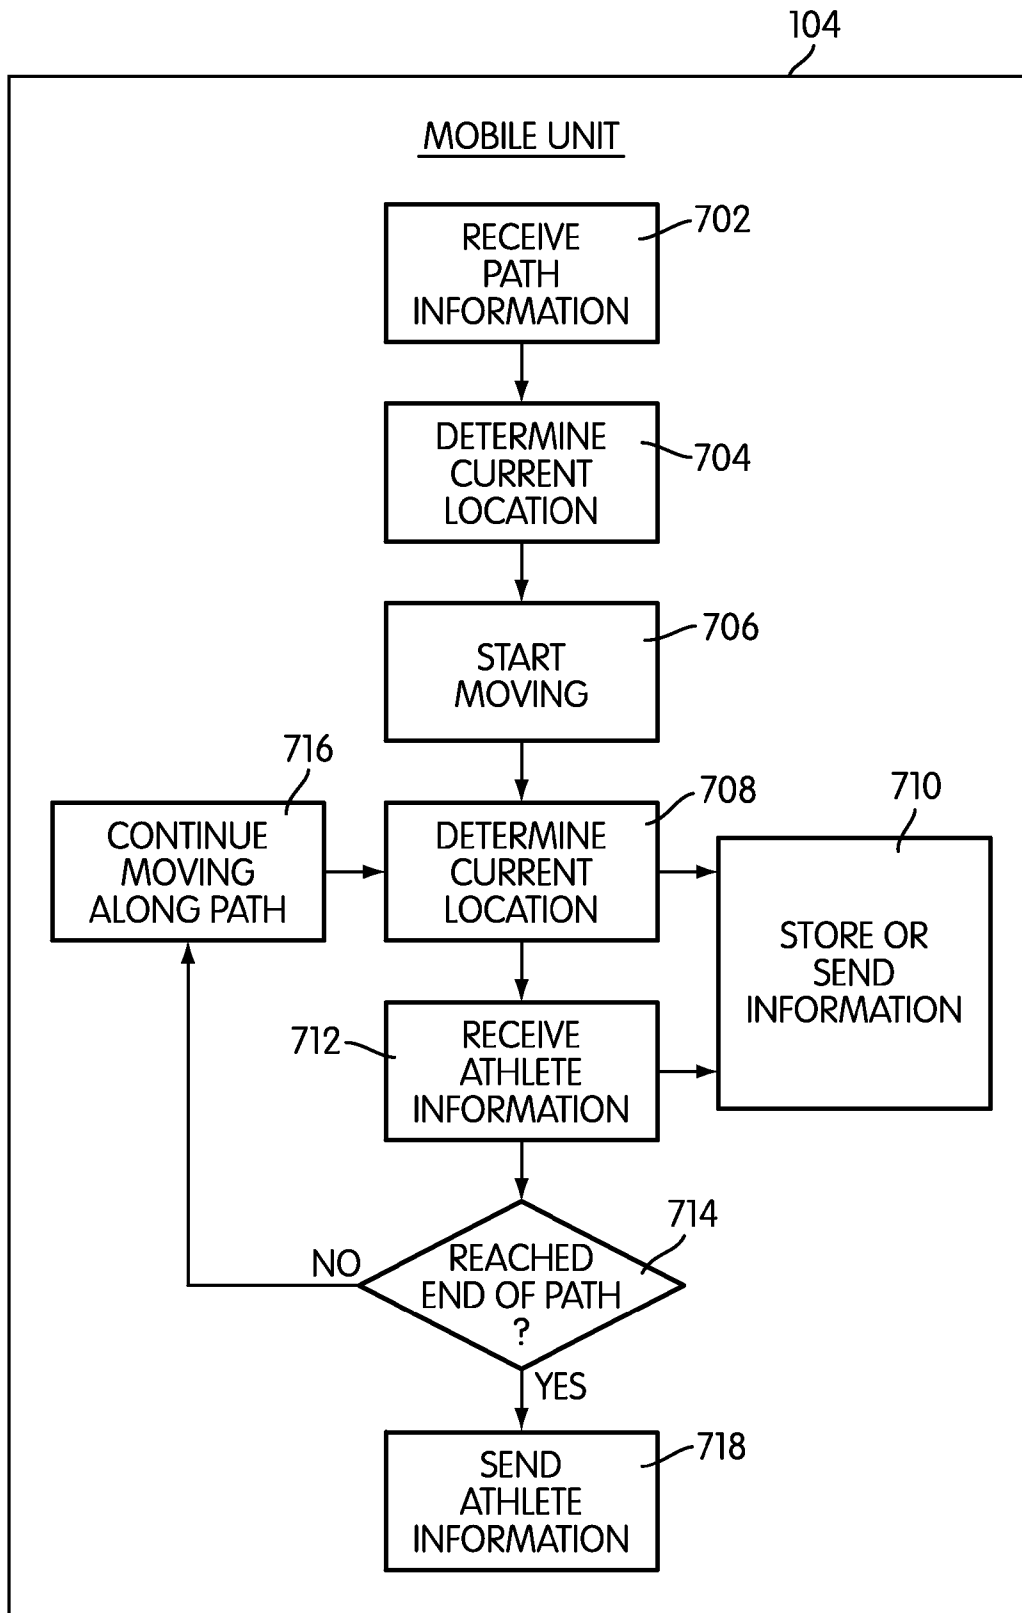 104
MOBILE UNIT
702
RECEIVE
PATH
INFORMATION
DETERMINE
CURRENT
LOCATION
704
START
MOVING
706
716
CONTINUE
MOVING
ALONG PATH
DETERMINE
CURRENT
LOCATION
708
710
STORE OR
SEND
INFORMATION
712
RECEIVE
ATHLETE
INFORMATION
714
NO
REACHED
END OF PATH
?
YES
SEND
ATHLETE
INFORMATION
718